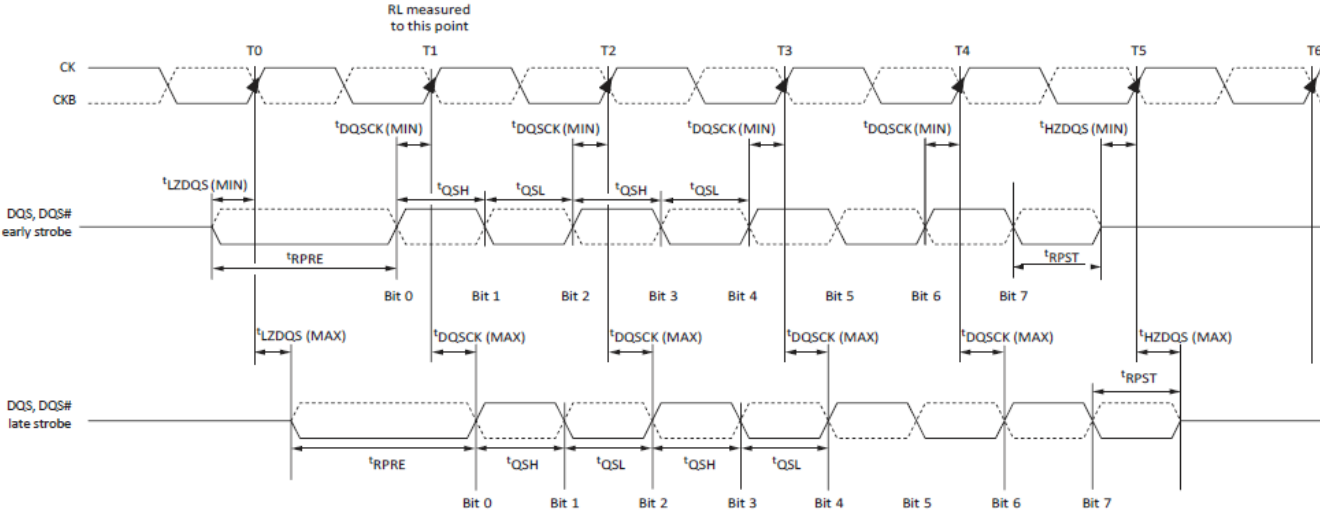 RL measured
to this point
T0 T1 T2 T3 T4 T5 T6
CK
CKB
tDQSCK (MIN) tDQSCK (MIN) tDQSCK (MIN) tDQSCK (MIN) tHZDQS (MIN)
tLZDQS (MIN) tQSH tQSL tQSH tQSL
DQS, DQS#
early strobe
tRPRE tRPST
Bit 0 Bit 1 Bit 2 Bit 3 Bit 4 Bit 5 Bit 6 Bit 7
tLZDQS (MAX) tDQSCK (MAX) tDQSCK (MAX) tDQSCK (MAX) tDQSCK (MAX) tHZDQS (MAX)
tRPST
DQS, DQS#
late strobe
tRPRE tQSH tQSL tQSH tQSL
Bit 0 Bit 1 Bit 2 Bit 3 Bit 4 Bit 5 Bit 6 Bit 7